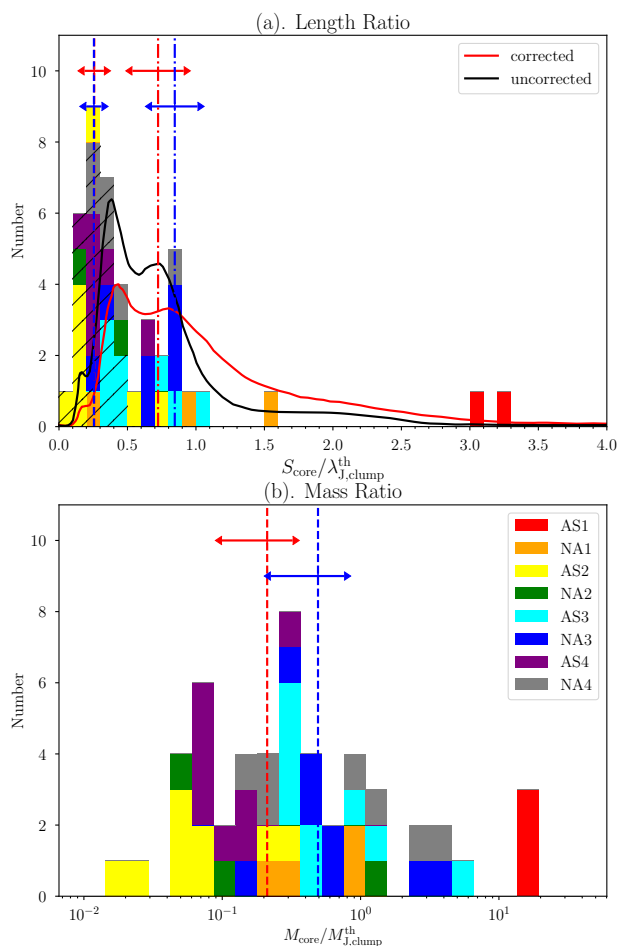 (a). Length Ratio
corrected
uncorrected
10
8
6
4
2
0
Number
0.0 0.5 1.0 1.5 2.0 2.5 3.0 3.5 4.0
S_core/λ^th_J,clump
(b). Mass Ratio
AS1
NA1
AS2
NA2
AS3
NA3
AS4
NA4
10
8
6
4
2
0
Number
10^−2 10^−1 10^0 10^1
M_core/M^th_J,clump